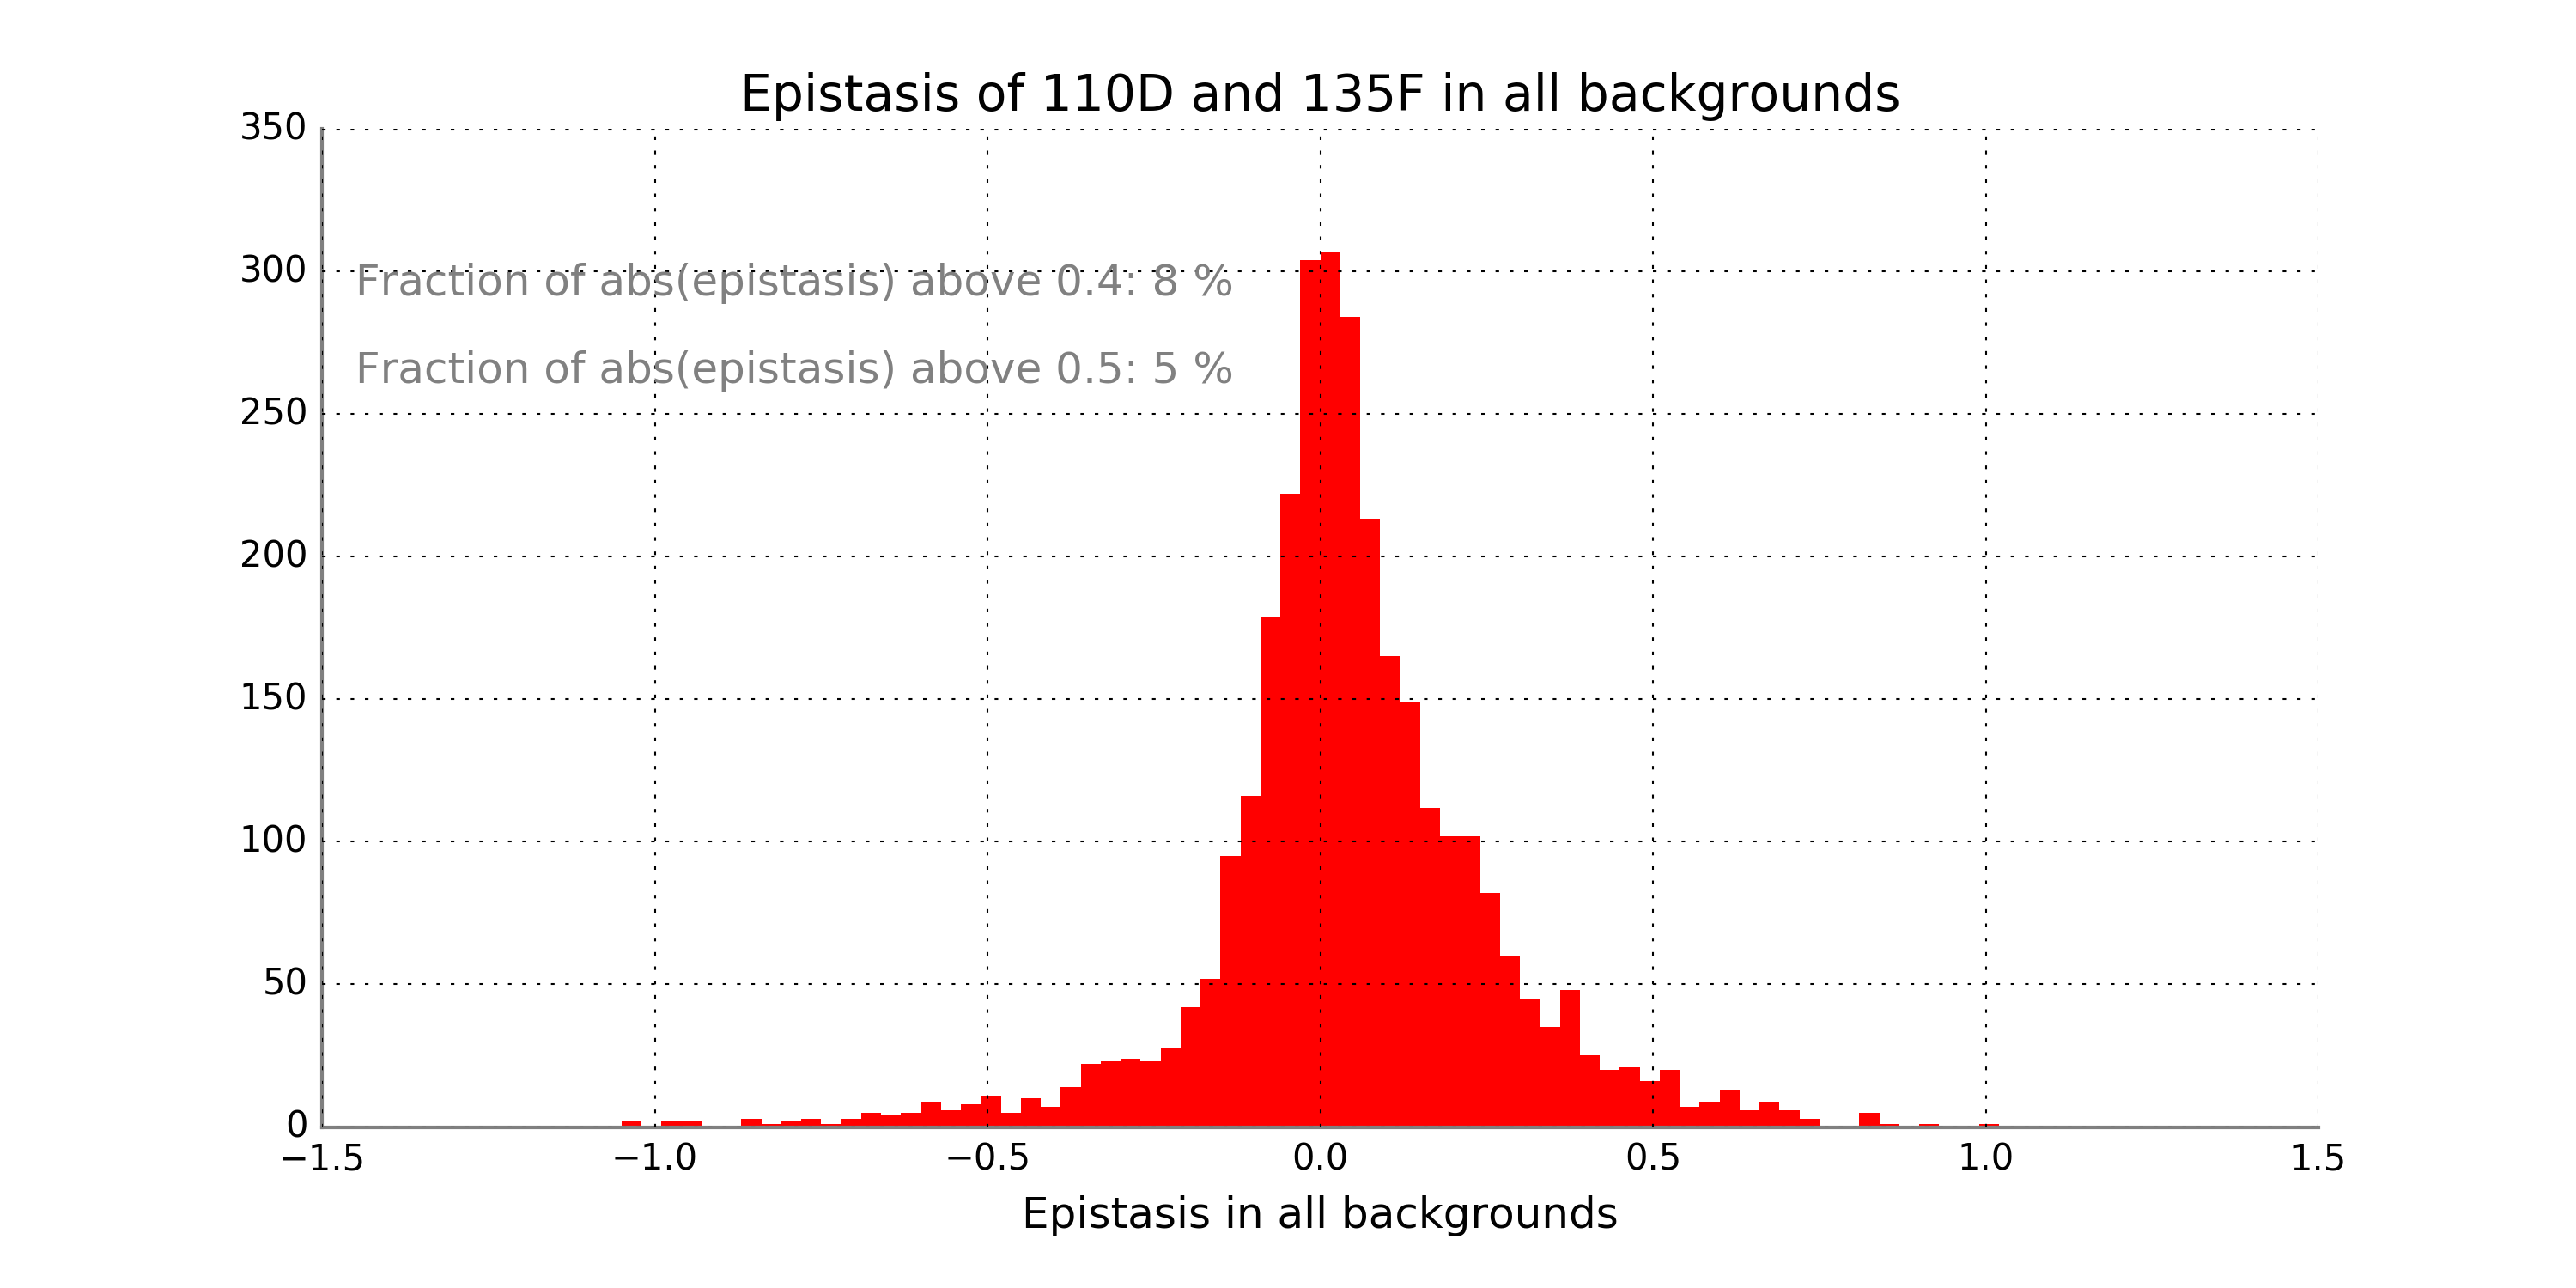 Epistasis of 110D and 135F in all backgrounds
350
300
Fraction of abs(epistasis) above 0.4: 8 %
Fraction of abs(epistasis) above 0.5: 5 %
250
200
150
100
50
0
−1.5 −1.0 −0.5 0.0 0.5 1.0 1.5
Epistasis in all backgrounds